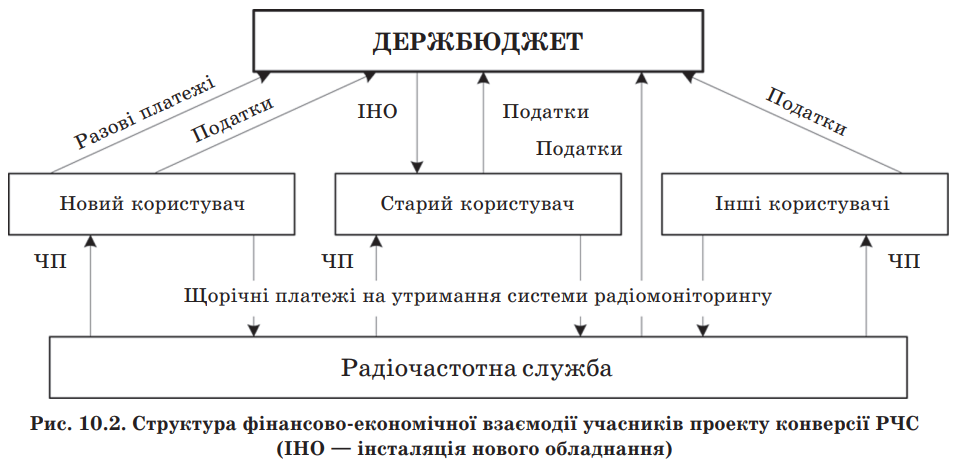 ДЕРЖБЮДЖЕТ
Разові платежі
Податки
ІНО
Податки
Податки
Податки
Новий користувач
Старий користувач
Інші користувачі
ЧП
ЧП
ЧП
Щорічні платежі на утримання системи радіомоніторингу
Радіочастотна служба
Рис. 10.2. Структура фінансово-економічної взаємодії учасників проекту конверсії РЧС
(ІНО — інсталяція нового обладнання)